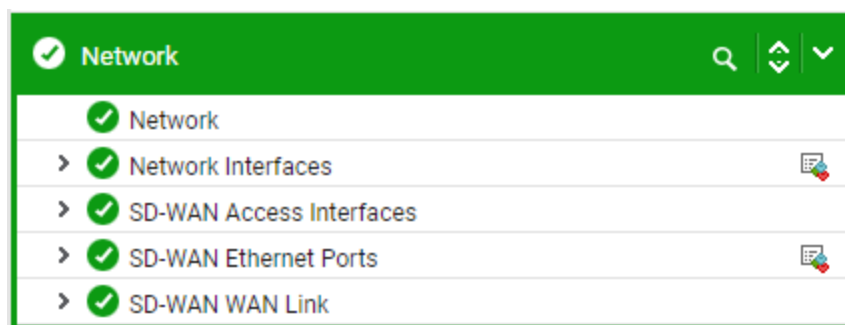 Network
Network
Network Interfaces
SD-WAN Access Interfaces
SD-WAN Ethernet Ports
SD-WAN WAN Link